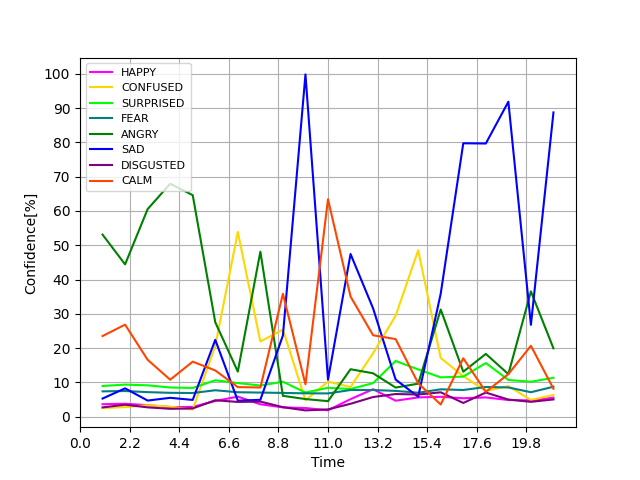 Confidence[%]
100
90
80
70
60
50
40
30
20
10
0
HAPPY
CONFUSED
SURPRISED
FEAR
ANGRY
SAD
DISGUSTED
CALM
0.0 2.2 4.4 6.6 8.8 11.0 13.2 15.4 17.6 19.8
Time